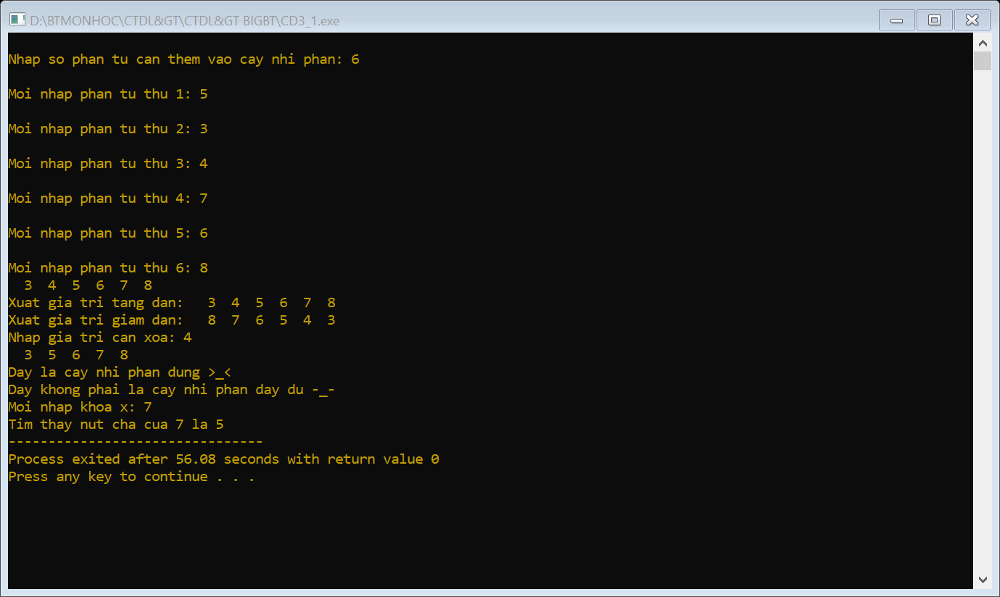 D:\BTMONHOC\CTDL&GT\CTDL&GT BIGBT\CD3_1.exe
Nhap so phan tu can them vao cay nhi phan: 6
Moi nhap phan tu thu 1: 5
Moi nhap phan tu thu 2: 3
Moi nhap phan tu thu 3: 4
Moi nhap phan tu thu 4: 7
Moi nhap phan tu thu 5: 6
Moi nhap phan tu thu 6: 8
  3  4  5  6  7  8
Xuat gia tri tang dan:   3  4  5  6  7  8
Xuat gia tri giam dan:   8  7  6  5  4  3
Nhap gia tri can xoa: 4
  3  5  6  7  8
Day la cay nhi phan dung >_<
Day khong phai la cay nhi phan day du -_-
Moi nhap khoa x: 7
Tim thay nut cha cua 7 la 5
--------------------------------
Process exited after 56.08 seconds with return value 0
Press any key to continue . . .